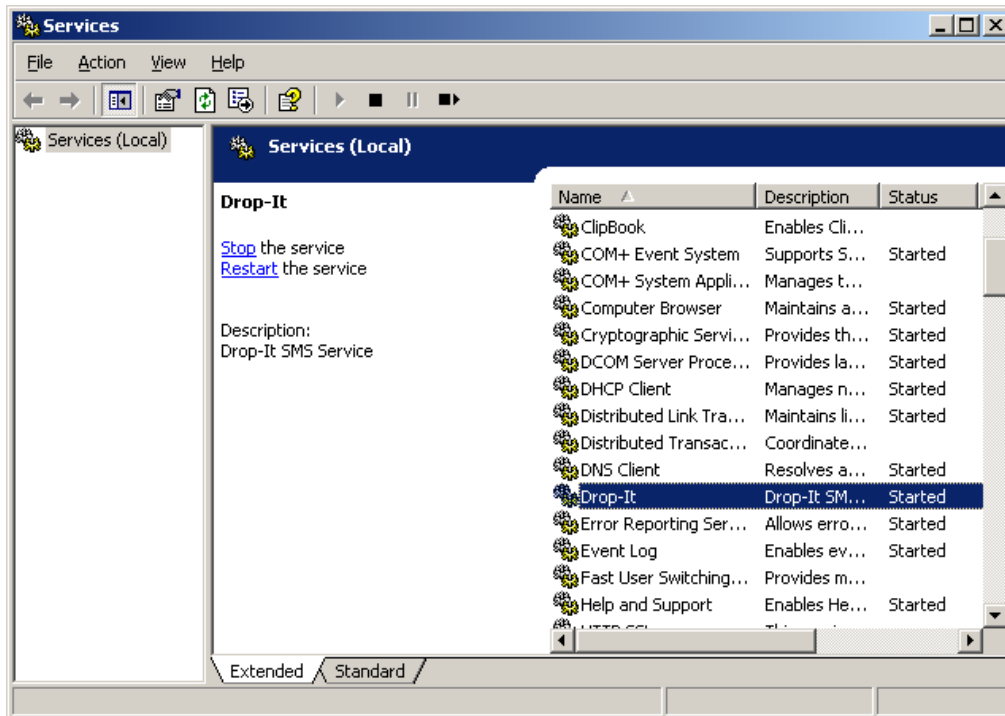 Services
File Action View Help
Services (Local)
Services (Local)
Drop-It
Stop the service
Restart the service
Description:
Drop-It SMS Service
Name Description Status
ClipBook Enables Cli...
COM+ Event System Supports S... Started
COM+ System Appli... Manages t...
Computer Browser Maintains a... Started
Cryptographic Servi... Provides th... Started
DCOM Server Proce... Provides la... Started
DHCP Client Manages n... Started
Distributed Link Tra... Maintains li... Started
Distributed Transac... Coordinate...
DNS Client Resolves a... Started
Drop-It Drop-It SM... Started
Error Reporting Ser... Allows erro... Started
Event Log Enables ev... Started
Fast User Switching... Provides m...
Help and Support Enables He... Started
Extended Standard